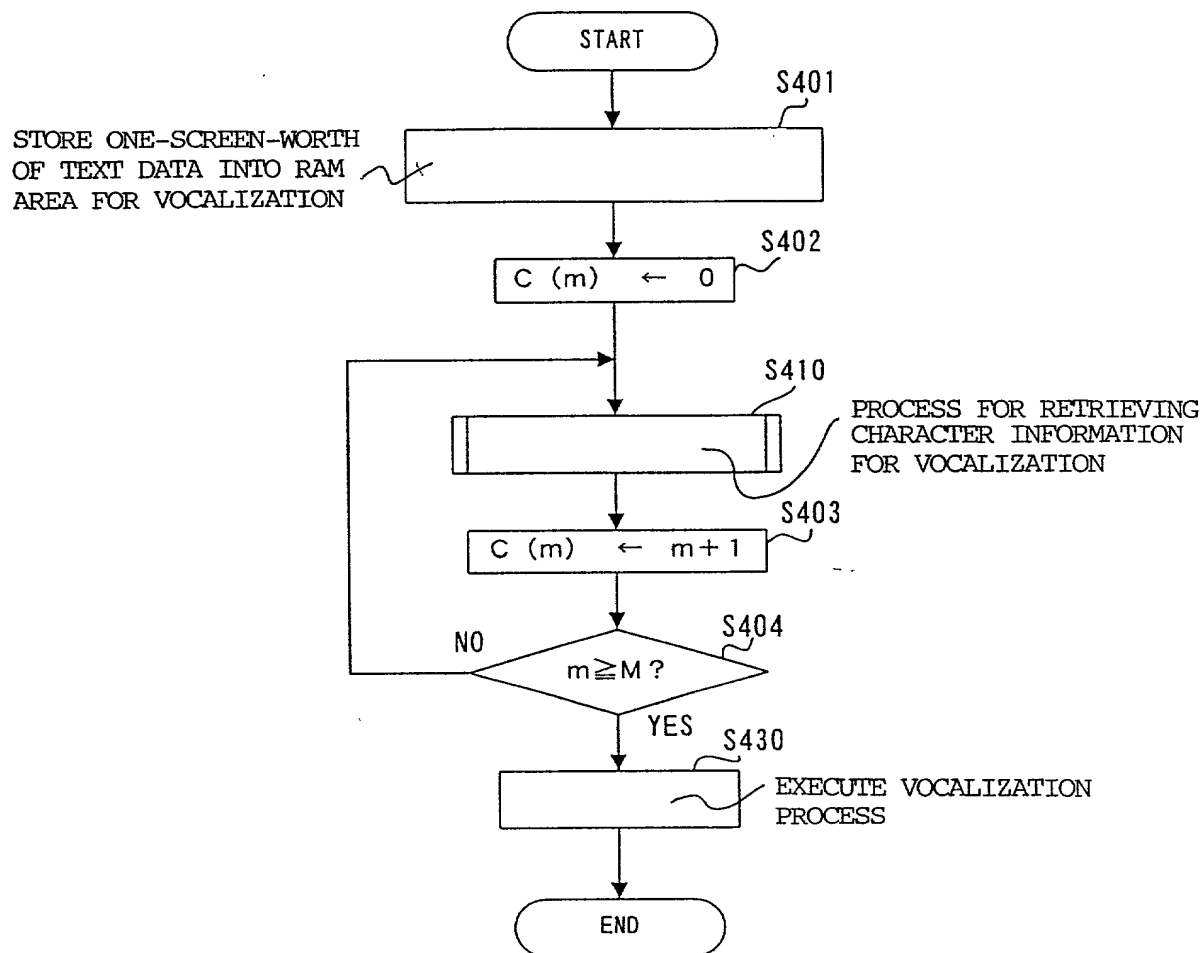 START
S401
STORE ONE-SCREEN-WORTH
OF TEXT DATA INTO RAM
AREA FOR VOCALIZATION
S402
C (m) ← 0
S410
PROCESS FOR RETRIEVING
CHARACTER INFORMATION
FOR VOCALIZATION
S403
C (m) ← m+1
S404
NO
m≧M?
YES
S430
EXECUTE VOCALIZATION
PROCESS
END